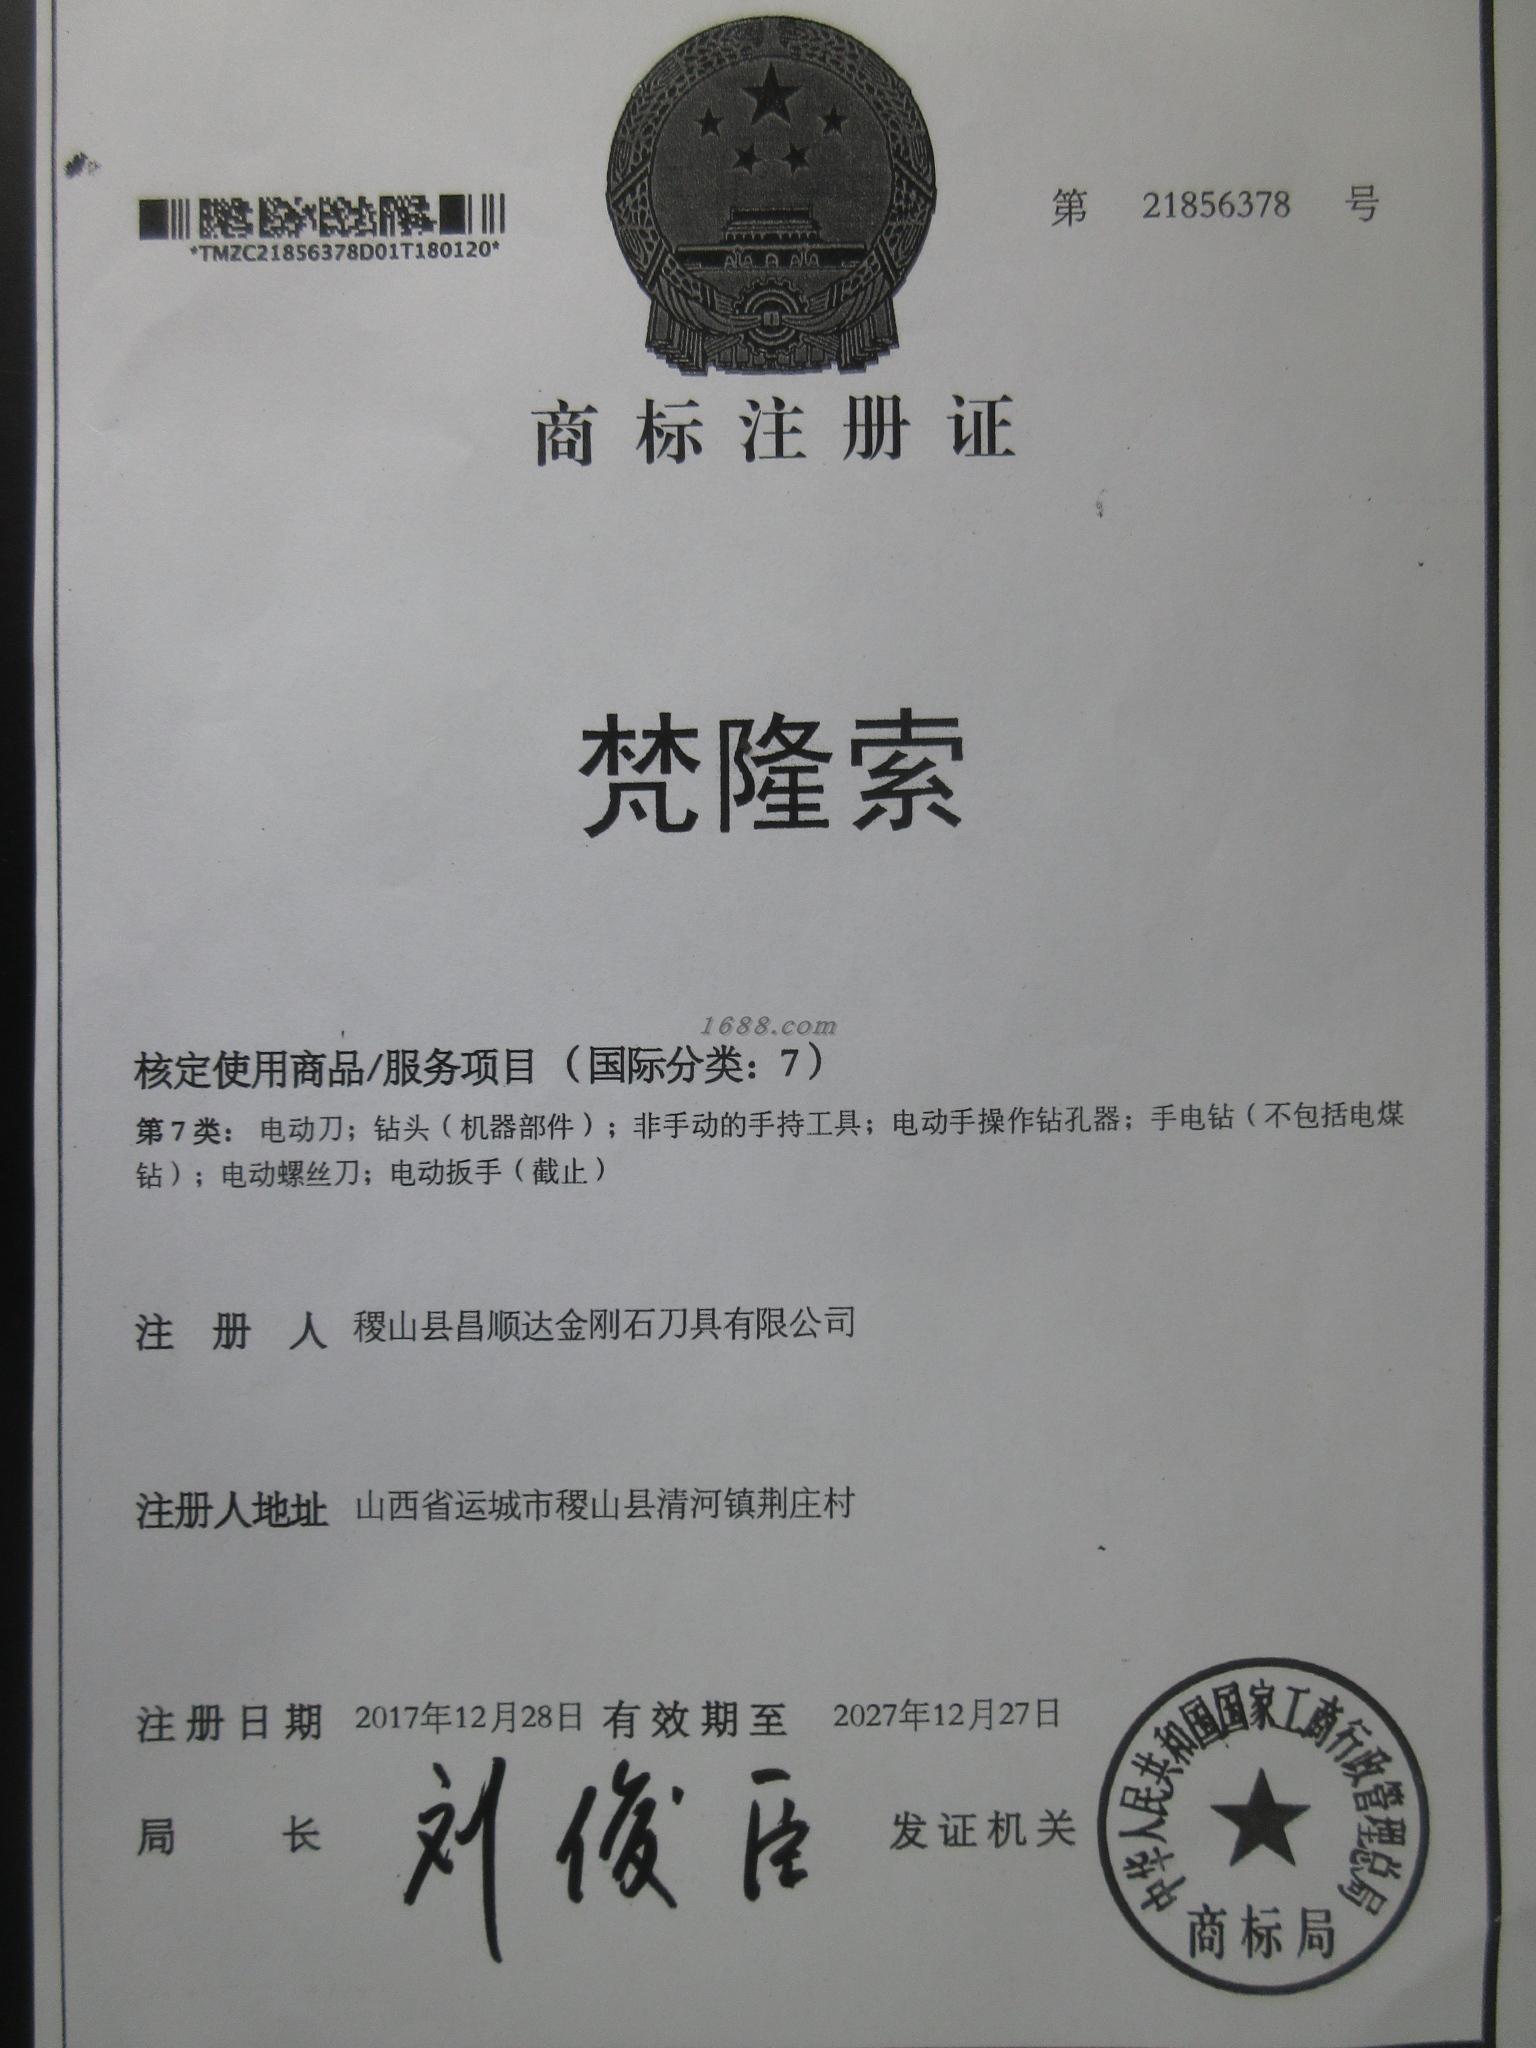 *TMZC21856378D01T180120*
第 21856378 号
商标注册证
梵隆索
1688.com
核定使用商品/服务项目（国际分类：7）
第7类：电动刀；钻头（机器部件）；非手动的手持工具；电动手操作钻孔器；手电钻（不包括电煤
钻）；电动螺丝刀；电动扳手（截止）
注册人 稷山县昌顺达金刚石刀具有限公司
注册人地址 山西省运城市稷山县清河镇荆庄村
注册日期 2017年12月28日 有效期至 2027年12月27日
局长 刘俊臣 发证机关
中华人民共和国国家工商行政管理总局
商标局